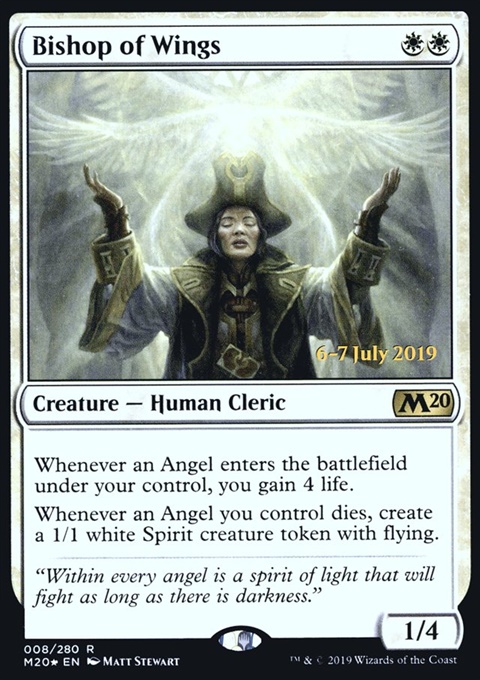 Bishop of Wings
6–7 July 2019
Creature — Human Cleric
M20
Whenever an Angel enters the battlefield
under your control, you gain 4 life.
Whenever an Angel you control dies, create
a 1/1 white Spirit creature token with flying.
“Within every angel is a spirit of light that will
fight as long as there is darkness.”
1/4
008/280 R
M20★ EN Matt Stewart
™ & © 2019 Wizards of the Coast